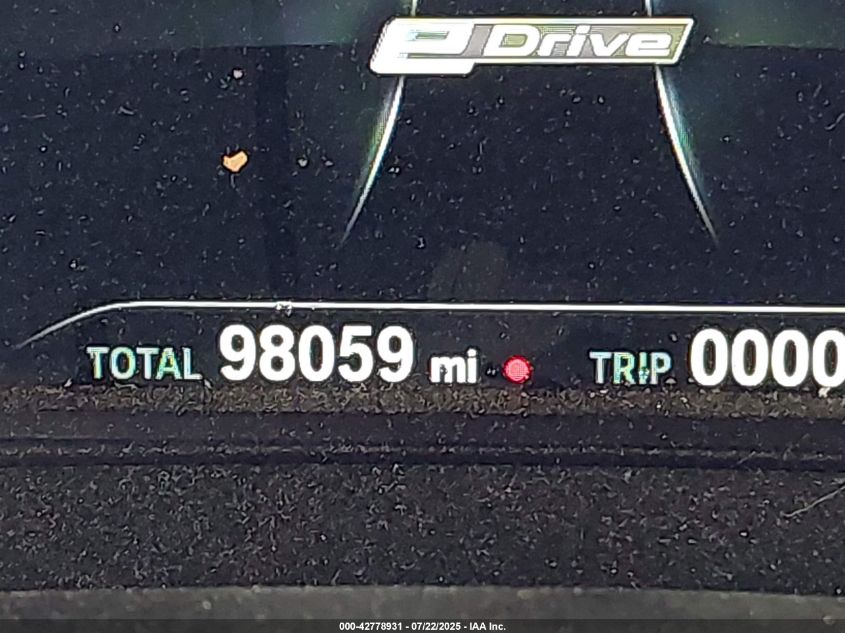 eDrive
TOTAL 98059 mi TRIP 0000
000-42778931 - 07/22/2025 - IAA Inc.